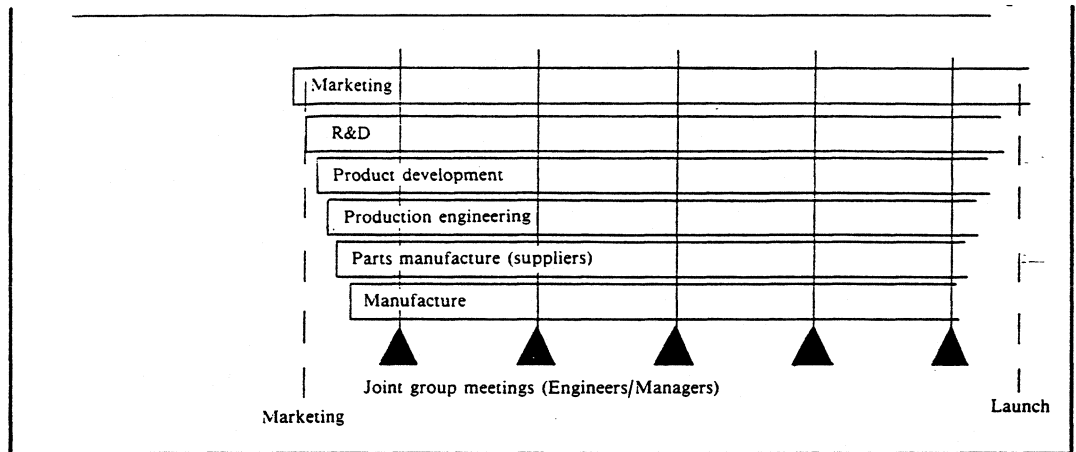 Marketing
R&D
Product development
Production engineering
Parts manufacture (suppliers)
Manufacture
Joint group meetings (Engineers/Managers)
Marketing
Launch